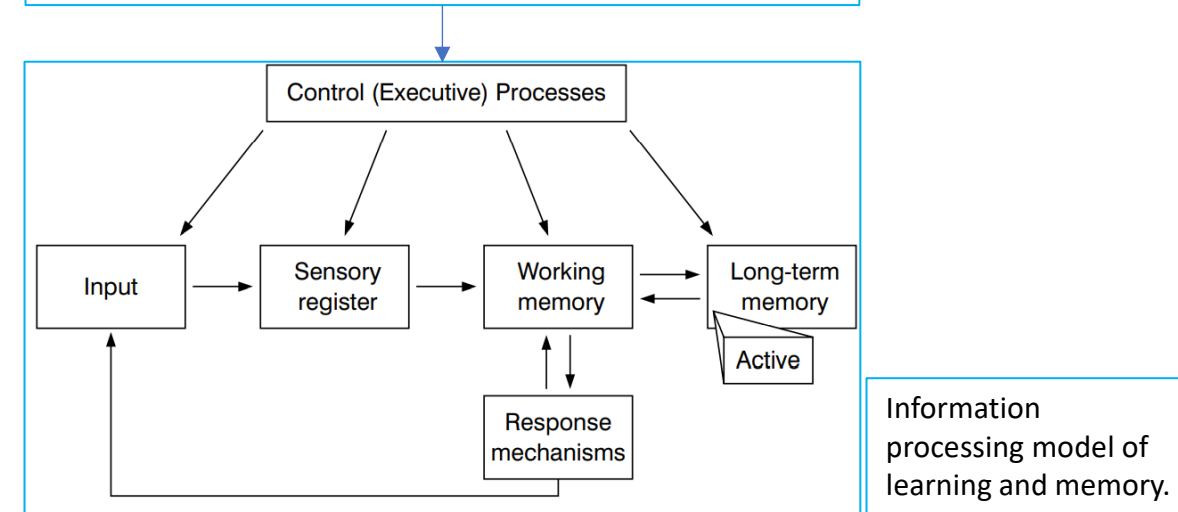 Control (Executive) Processes
Input
Sensory
register
Working
memory
Long-term
memory
Active
Response
mechanisms
Information
processing model of
learning and memory.